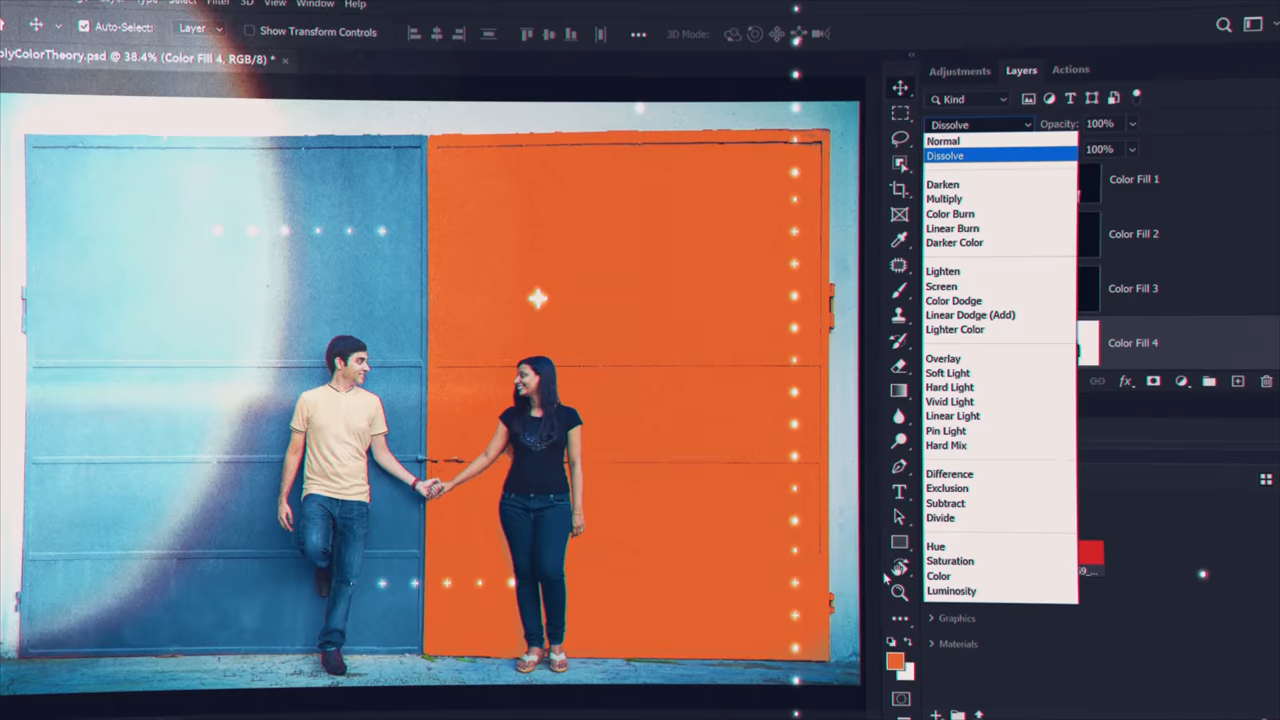 Select Filter 3D View Window Help
Auto-Select: Layer Show Transform Controls 3D Mode:
plyColorTheory.psd @ 38.4% (Color Fill 4, RGB/8) * ×
Adjustments Layers Actions
Kind
Dissolve Opacity: 100%
Normal
100%
Dissolve
Darken
Multiply
Color Burn
Linear Burn
Darker Color
Lighten
Screen
Color Dodge
Linear Dodge (Add)
Lighter Color
Overlay
Soft Light
Hard Light
Vivid Light
Linear Light
Pin Light
Hard Mix
Difference
Exclusion
Subtract
Divide
Hue
Saturation
Color
Luminosity
Color Fill 1
Color Fill 2
Color Fill 3
Color Fill 4
fx
Graphics
Materials